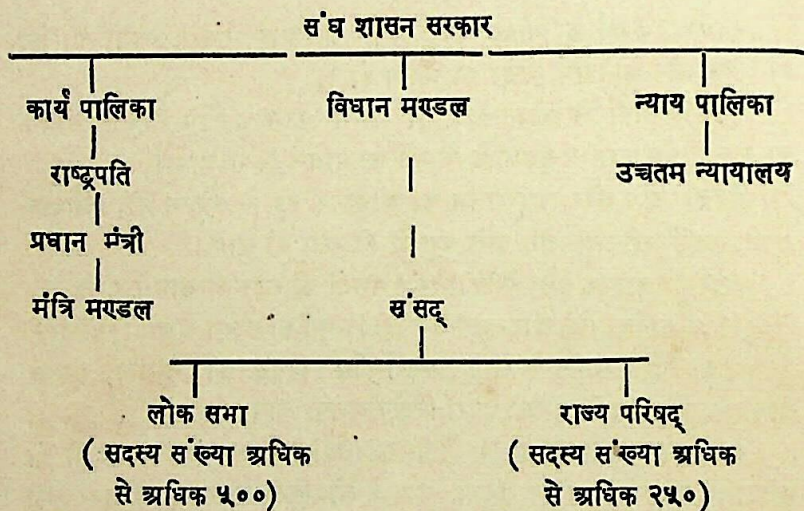 संघ शासन सरकार
कार्य पालिका
विधान मण्डल
न्याय पालिका
राष्ट्रपति
उच्चतम न्यायालय
प्रधान मंत्री
मंत्रि मण्डल
संसद्
लोक सभा
राज्य परिषद्
( सदस्य संख्या अधिक
से अधिक ५००)
( सदस्य संख्या अधिक
से अधिक २५०)